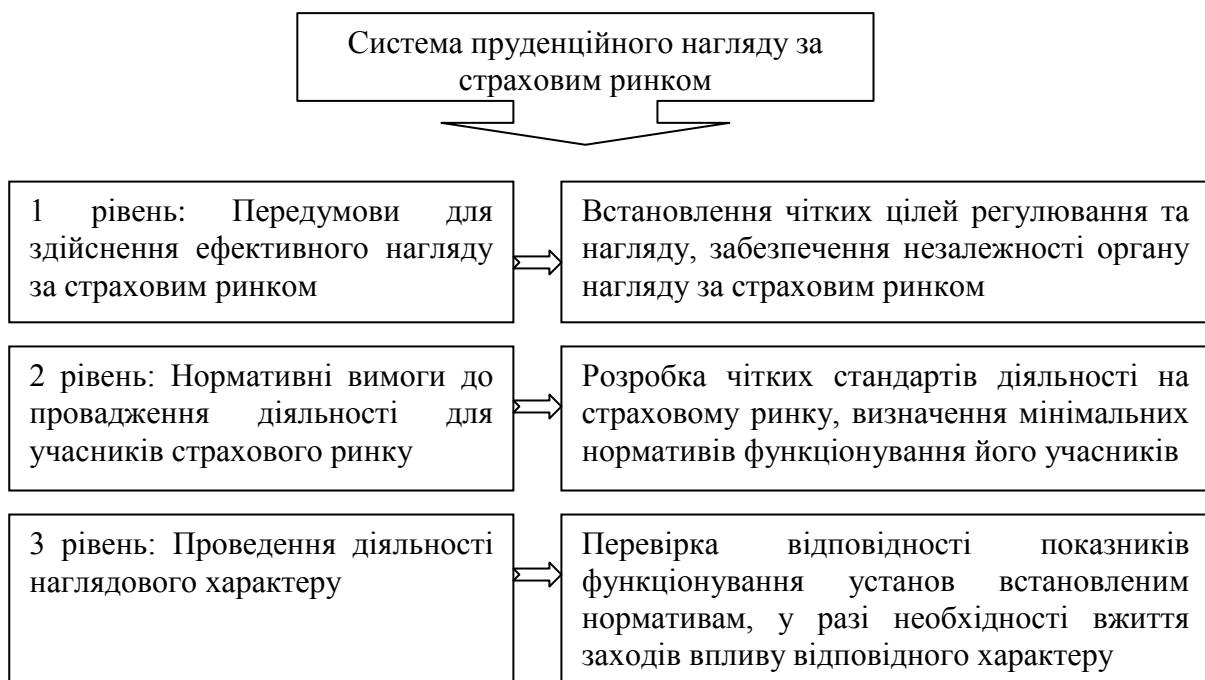 Система пруденційного нагляду за
страховим ринком
1 рівень: Передумови для
здійснення ефективного нагляду
за страховим ринком
Встановлення чітких цілей регулювання та
нагляду, забезпечення незалежності органу
нагляду за страховим ринком
2 рівень: Нормативні вимоги до
провадження діяльності для
учасників страхового ринку
Розробка чітких стандартів діяльності на
страховому ринку, визначення мінімальних
нормативів функціонування його учасників
3 рівень: Проведення діяльності
наглядового характеру
Перевірка відповідності показників
функціонування установ встановленим
нормативам, у разі необхідності вжиття
заходів впливу відповідного характеру